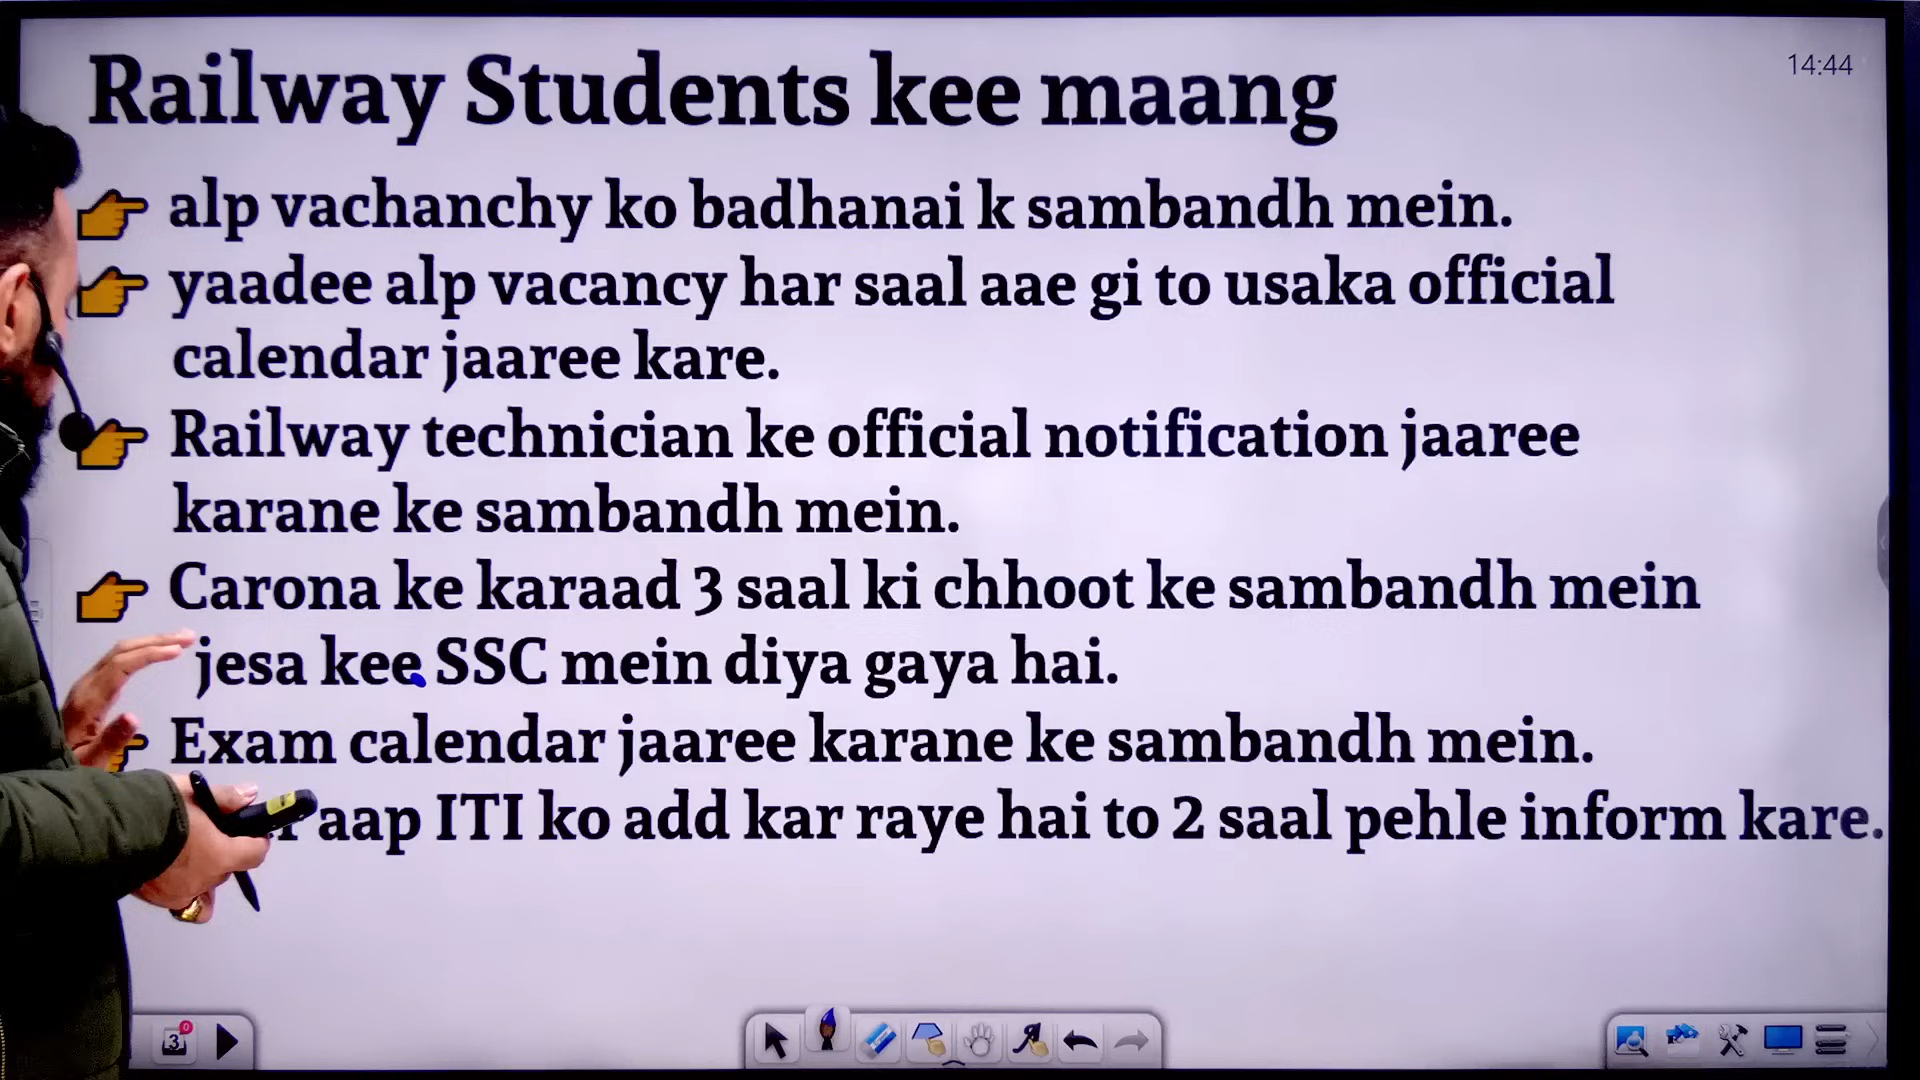 Railway Students kee maang
14:44
alp vachanchy ko badhanai k sambandh mein.
yaadee alp vacancy har saal aae gi to usaka official
calendar jaaree kare.
Railway technician ke official notification jaaree
karane ke sambandh mein.
Carona ke karaad 3 saal ki chhoot ke sambandh mein
jesa kee SSC mein diya gaya hai.
Exam calendar jaaree karane ke sambandh mein.
aap ITI ko add kar raye hai to 2 saal pehle inform kare.
3
0